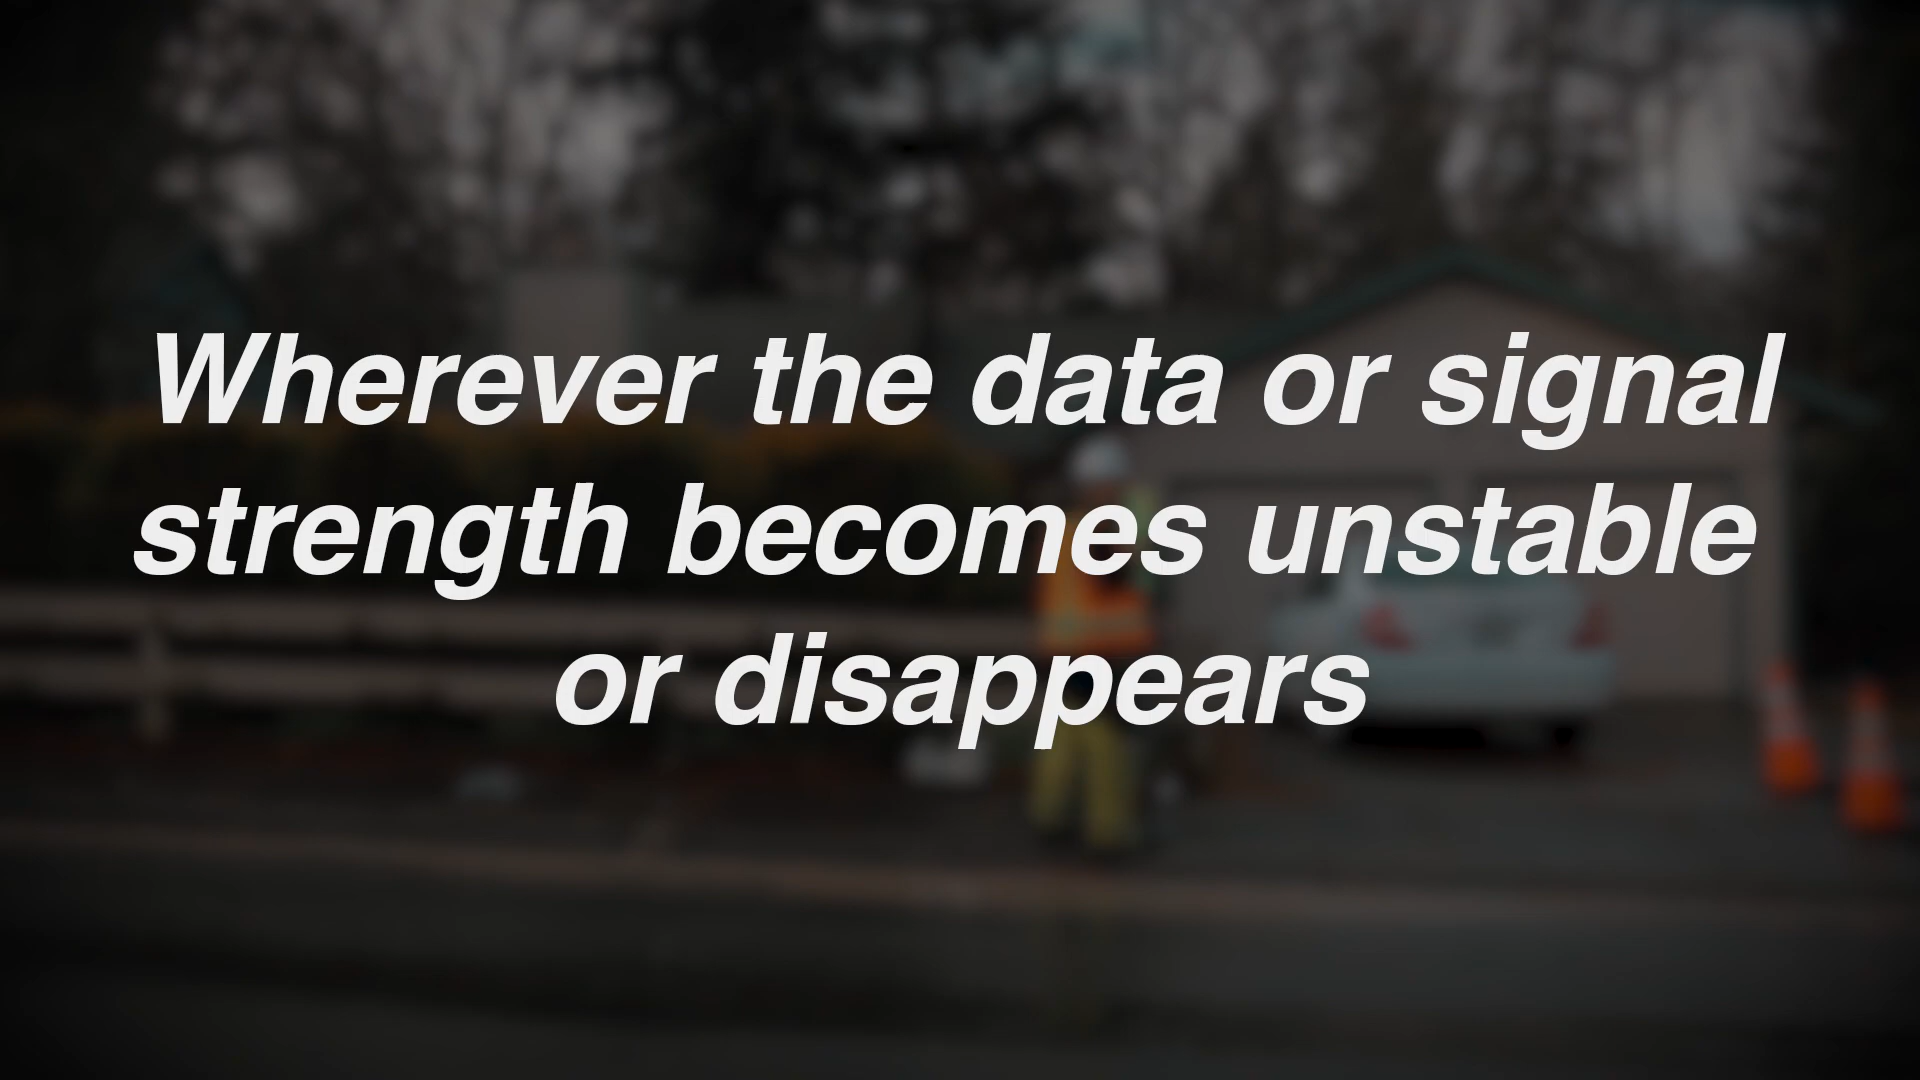 Wherever the data or signal
strength becomes unstable
or disappears